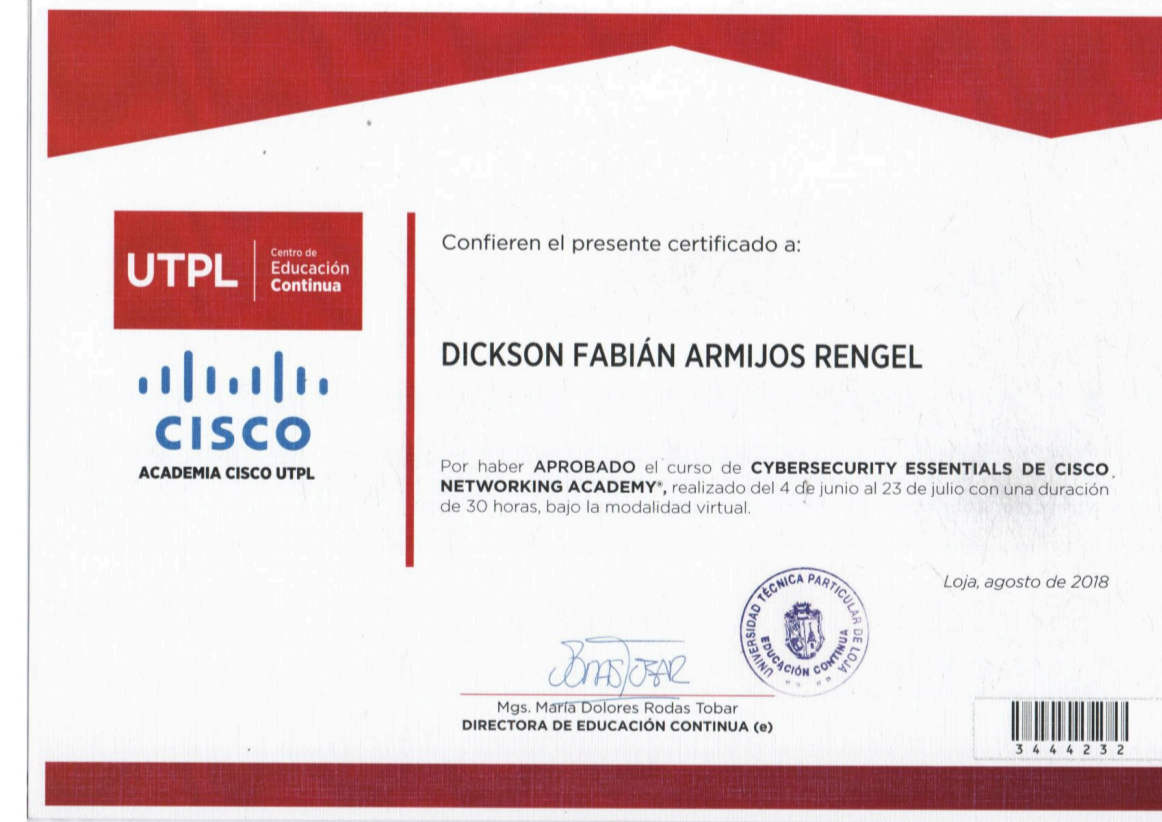 UTPL
Centro de
Educación
Continua
CISCO
ACADEMIA CISCO UTPL
Confieren el presente certificado a:
DICKSON FABIÁN ARMIJOS RENGEL
Por haber APROBADO el curso de CYBERSECURITY ESSENTIALS DE CISCO
NETWORKING ACADEMY®, realizado del 4 de junio al 23 de julio con una duración
de 30 horas, bajo la modalidad virtual.
Loja, agosto de 2018
UNIVERSIDAD TÉCNICA PARTICULAR DE LOJA
EDUCACIÓN CONTINUA
Mgs. María Dolores Rodas Tobar
DIRECTORA DE EDUCACIÓN CONTINUA (e)
3444232